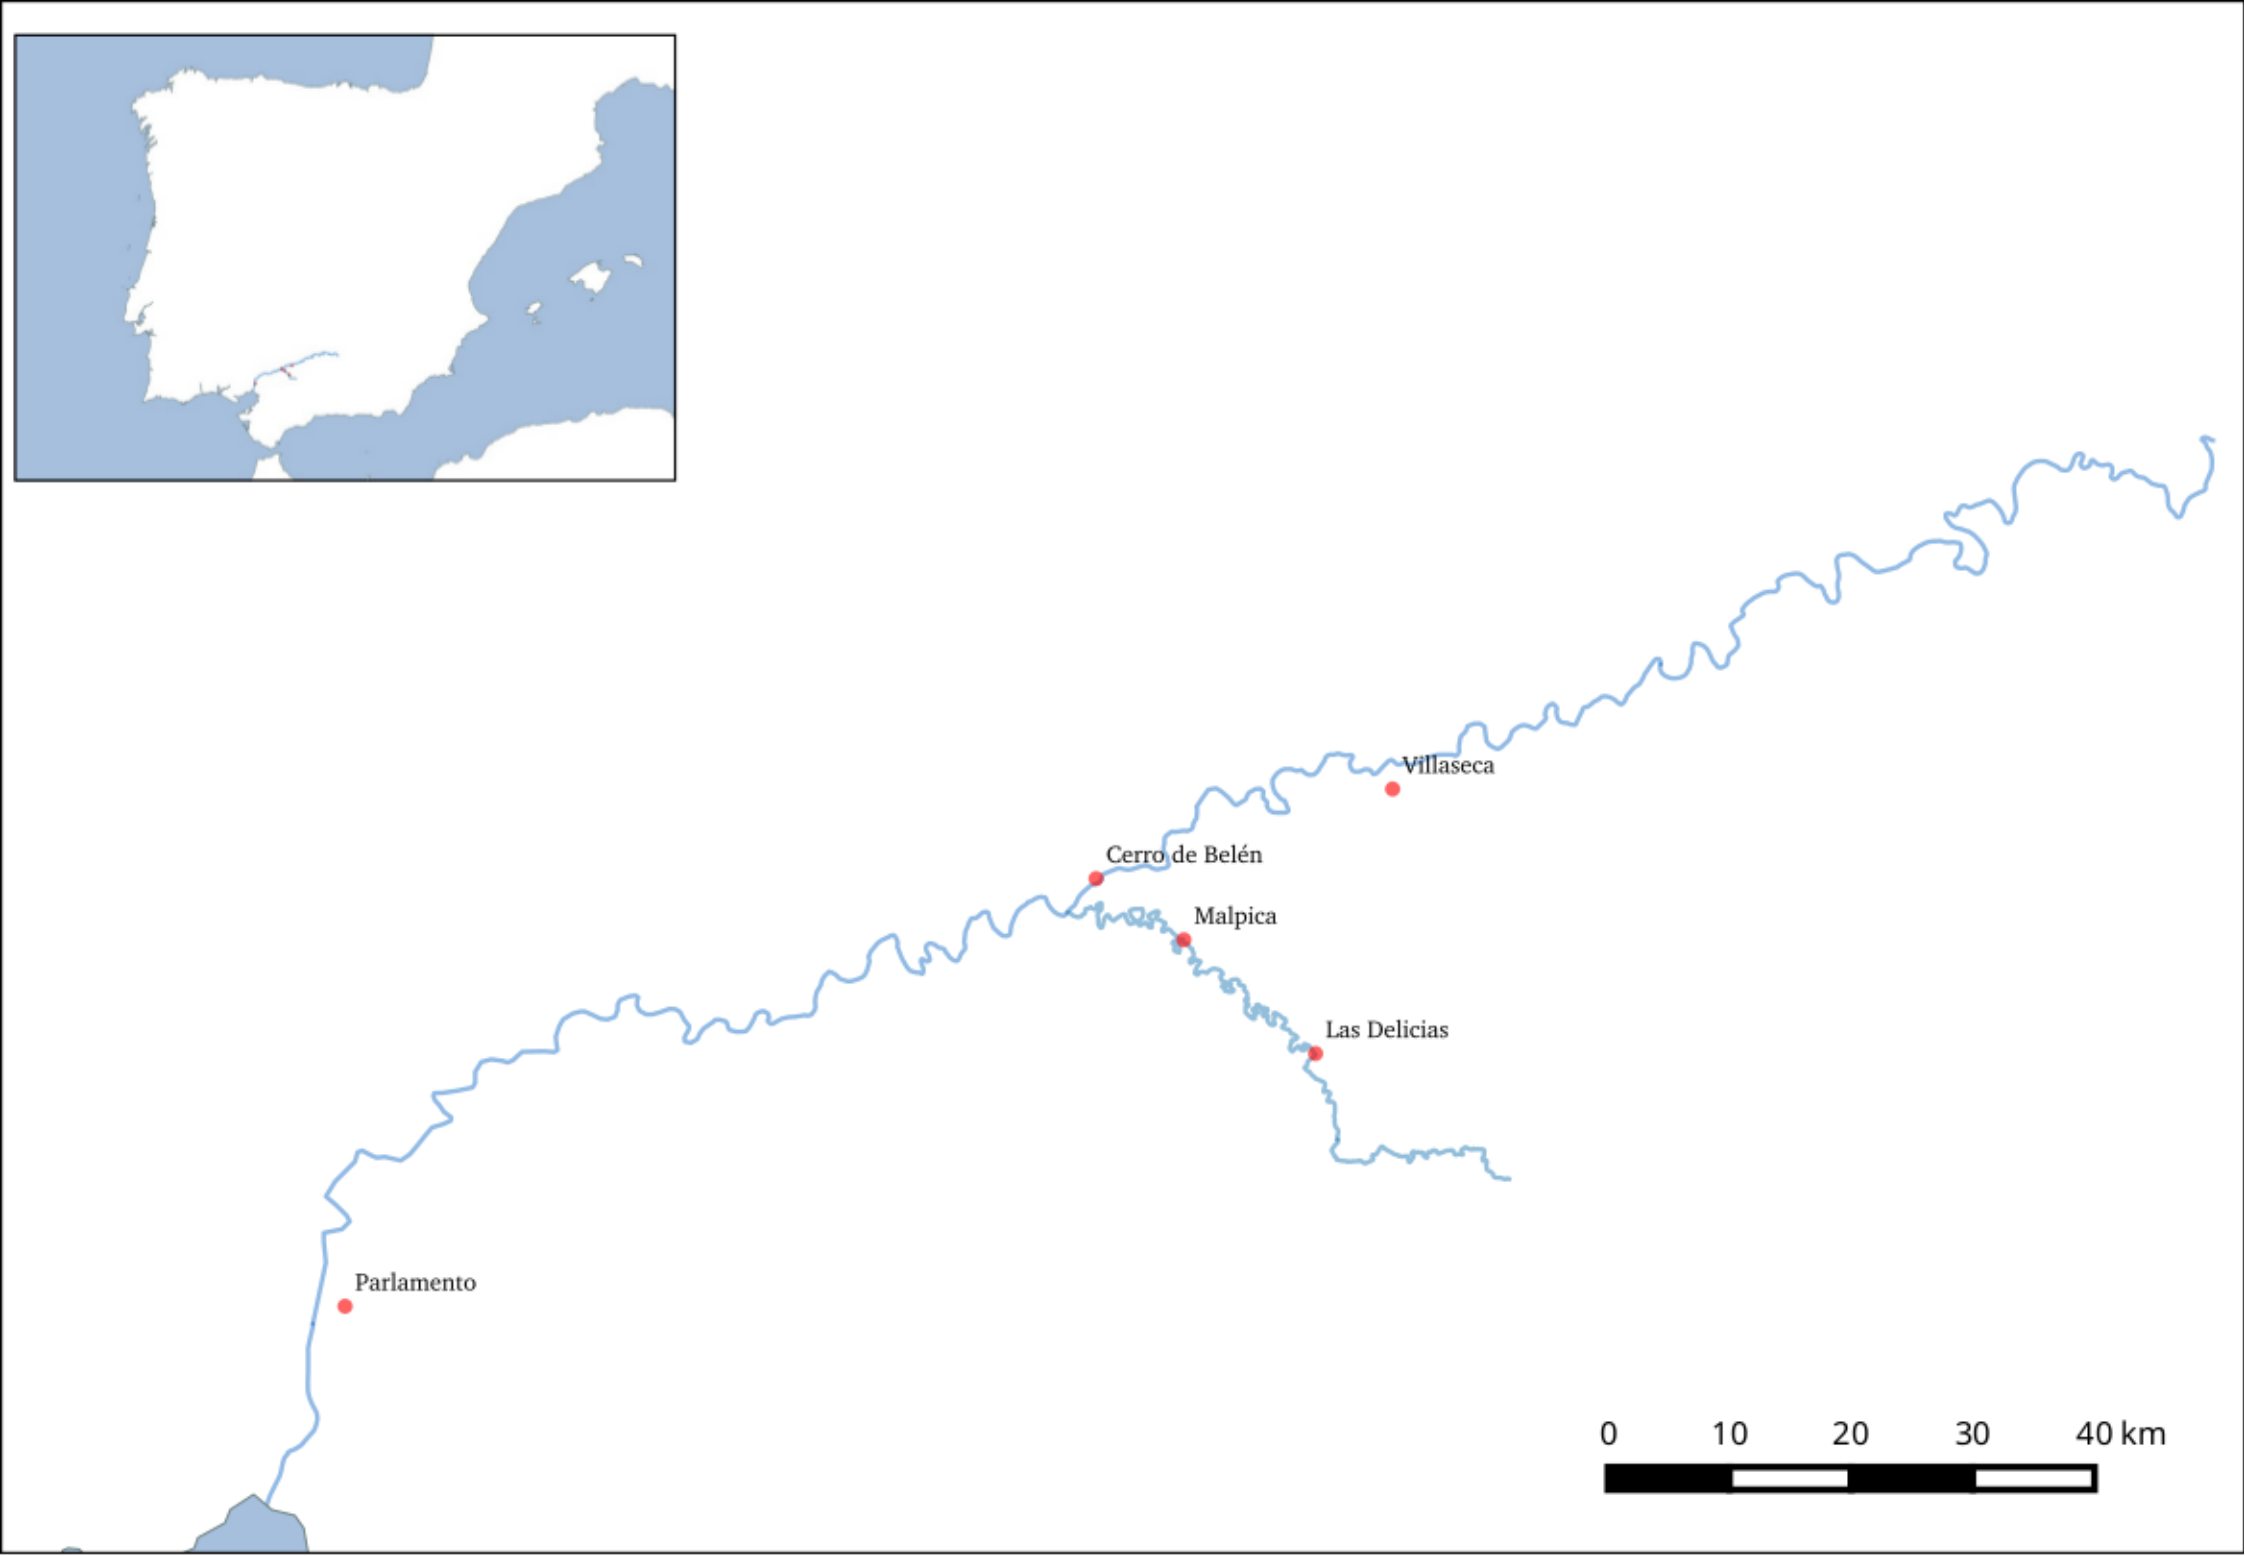 Villaseca
Cerro de Belén
Malpica
Las Delicias
Parlamento
0 10 20 30 40 km